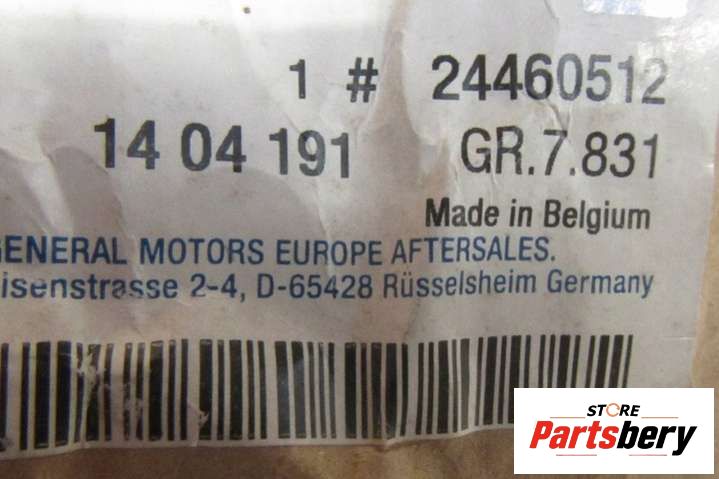 1 # 24460512
14 04 191 GR.7.831
Made in Belgium
GENERAL MOTORS EUROPE AFTERSALES.
isenstrasse 2-4, D-65428 Rüsselsheim Germany
STORE
Partsbery